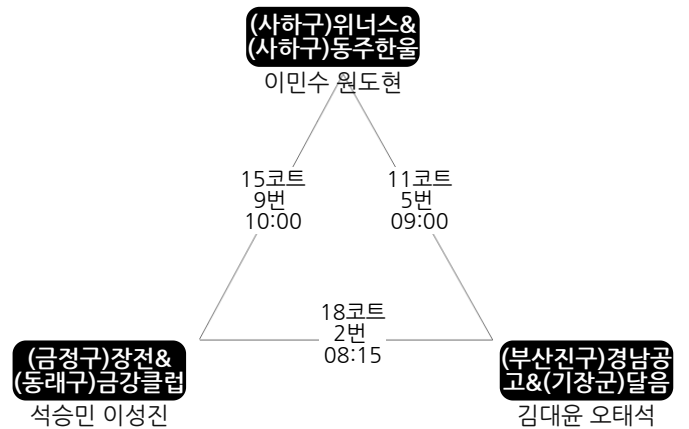 (사하구)위너스&
(사하구)동주한울
이민수 원도현
15코트
9번
10:00
11코트
5번
09:00
18코트
2번
08:15
(금정구)장전&
(동래구)금강클럽
석승민 이성진
(부산진구)경남공
고&(기장군)달음
김대윤 오태석